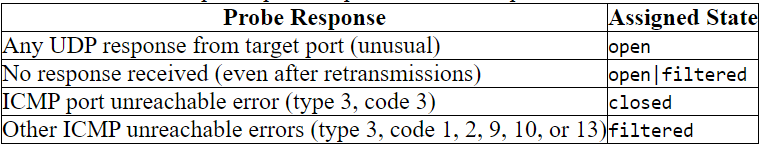 Probe Response Assigned State
Any UDP response from target port (unusual) open
No response received (even after retransmissions) open|filtered
ICMP port unreachable error (type 3, code 3) closed
Other ICMP unreachable errors (type 3, code 1, 2, 9, 10, or 13) filtered